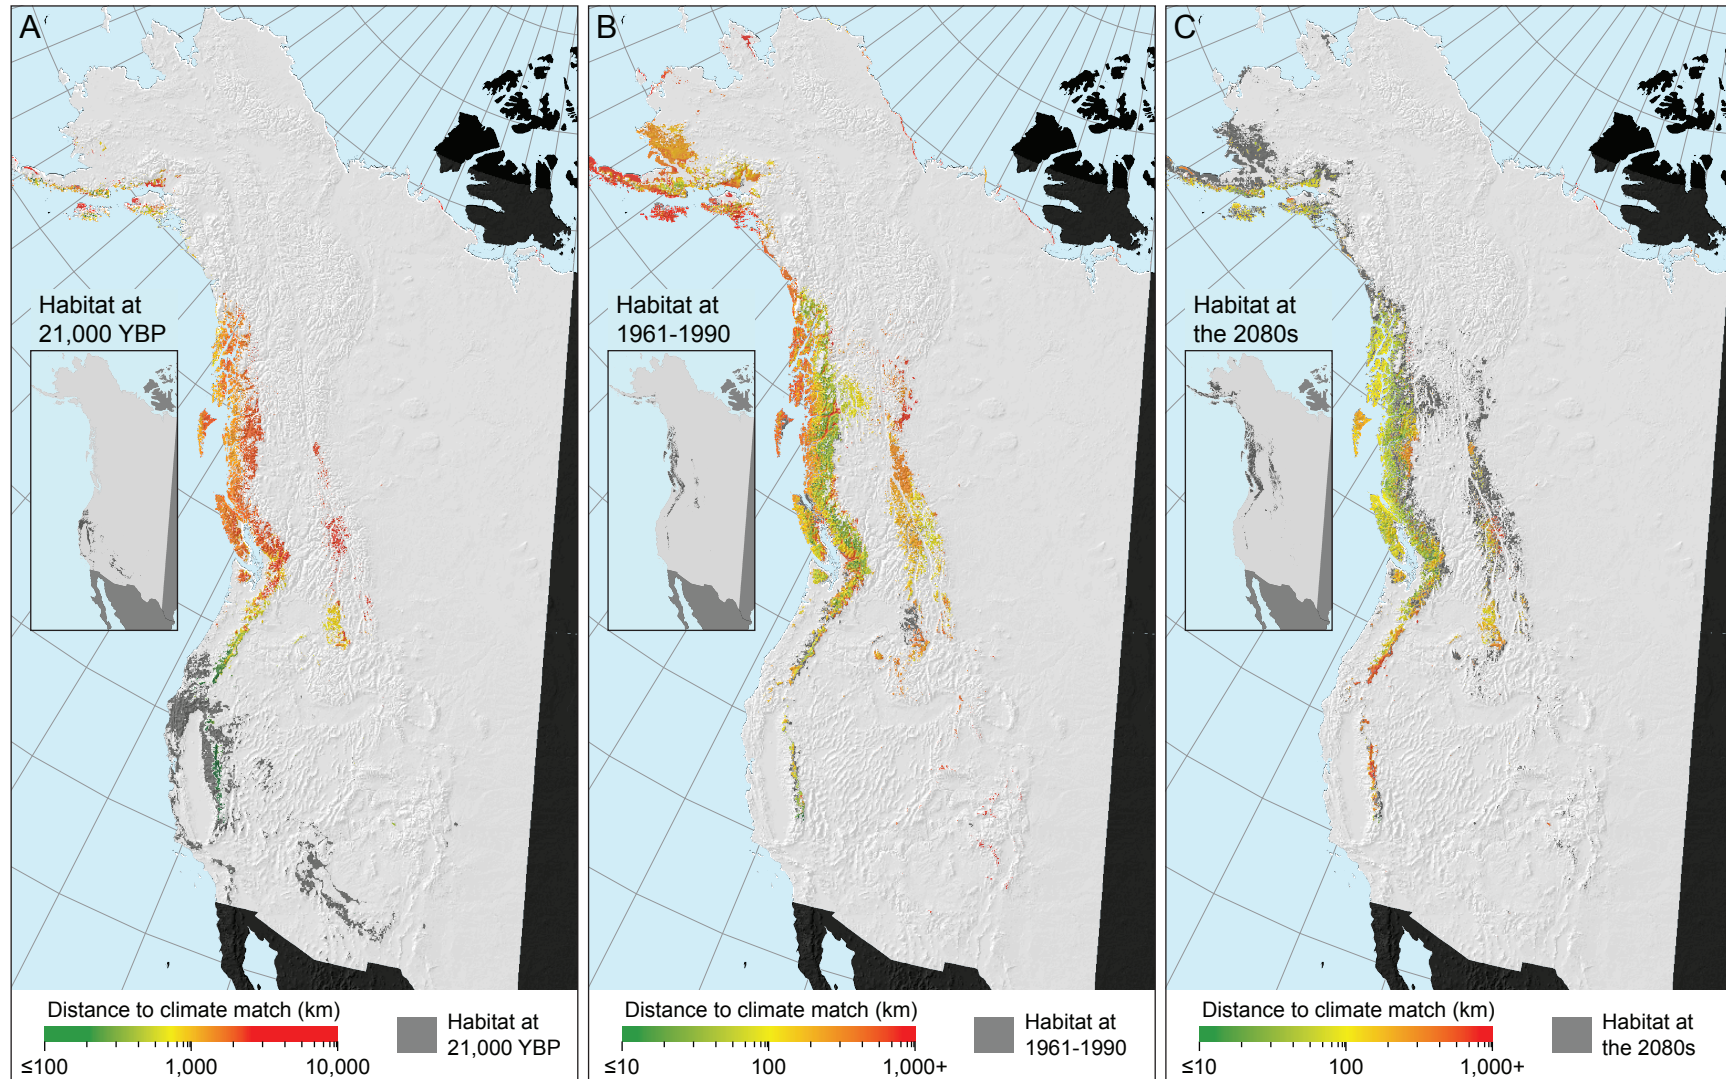 A
Habitat at
21,000 YBP
Distance to climate match (km)
≤100
1,000
10,000
Habitat at
21,000 YBP
B
Habitat at
1961-1990
Distance to climate match (km)
≤10
100
1,000+
Habitat at
1961-1990
C
Habitat at
the 2080s
Distance to climate match (km)
≤10
100
1,000+
Habitat at
the 2080s